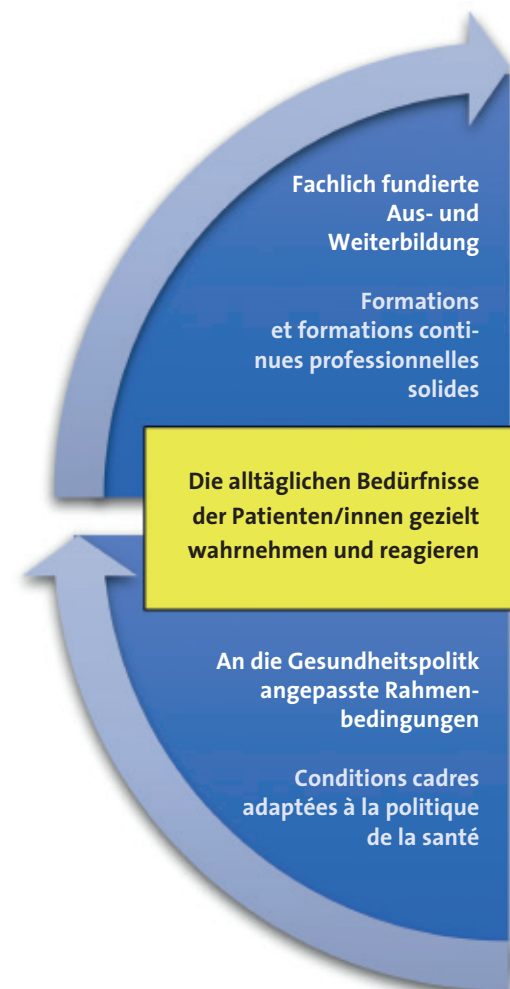 Fachlich fundierte
Aus- und
Weiterbildung
Formations
et formations conti-
nues professionnelles
solides
Die alltäglichen Bedürfnisse
der Patienten/innen gezielt
wahrnehmen und reagieren
An die Gesundheitspolitk
angepasste Rahmen-
bedingungen
Conditions cadres
adaptées à la politique
de la santé